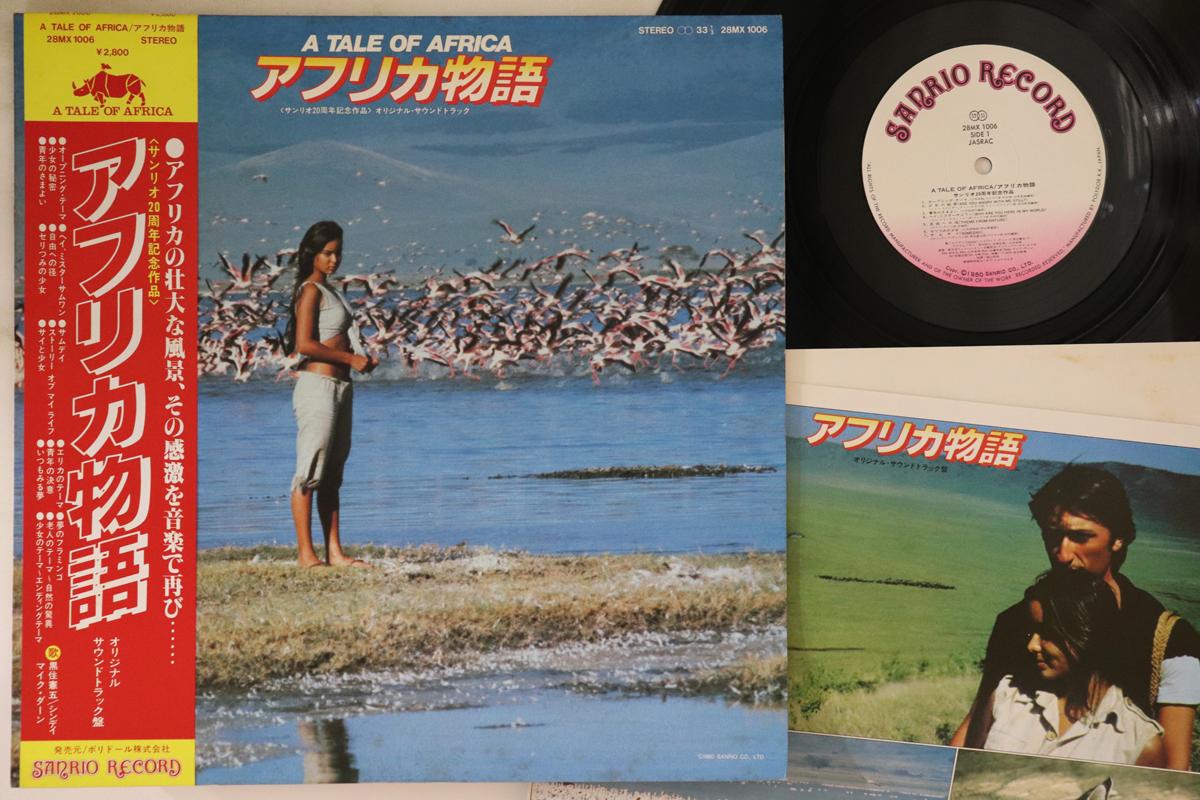 A TALE OF AFRICA/アフリカ物語
28MX 1006 STEREO
¥2,800
A TALE OF AFRICA
●アフリカの壮大な風景、その感激を音楽で再び……
〈サンリオ20周年記念作品〉
アフリカ物語
オリジナル
サウンドトラック盤
●オープニング・テーマ
●少女の秘密
●青年のさまよい
●ヘイ、ミスターサムワン
●自由への径
●セリつみの少女
●サムデイ
●ストーリー オブ マイ ライフ
●サイと少女
●エリカのテーマ
●青年の決意
●いつもみる夢
●夢のフラミンゴ
●老人のテーマ〜自然の驚異
●少女のテーマ〜エンディングテーマ
歌 黒住憲五/シンディ
マイク・ダーン
発売元/ポリドール株式会社
SANRIO RECORD
STEREO 33⅓ 28MX 1006
A TALE OF AFRICA
アフリカ物語
〈サンリオ20周年記念作品〉オリジナル・サウンドトラック
©1980 SANRIO CO., LTD.
SANRIO RECORD
28MX 1006
SIDE 1
JASRAC
A TALE OF AFRICA/アフリカ物語
サンリオ20周年記念作品
Copr. ©1980 SANRIO CO., LTD.
アフリカ物語
オリジナル・サウンドトラック盤